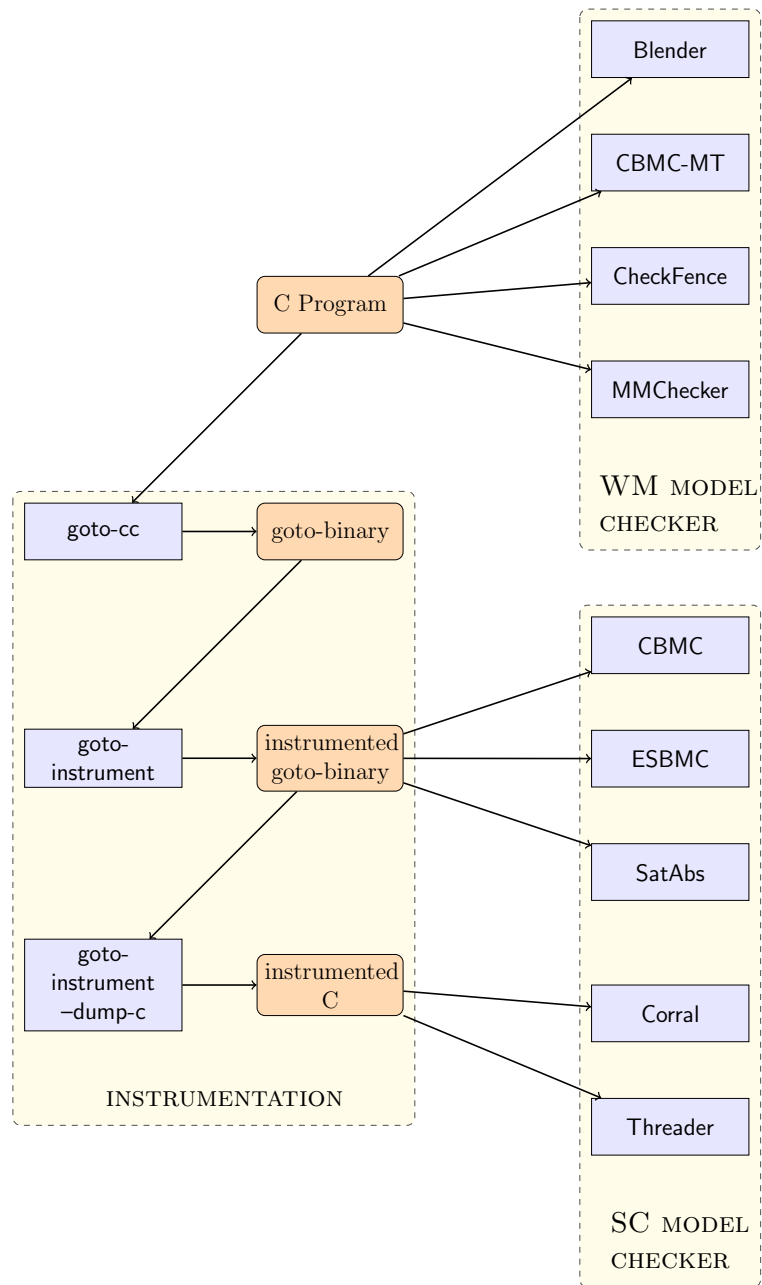 Blender
CBMC-MT
CheckFence
C Program
MMChecker
WM MODEL
CHECKER
goto-cc
goto-binary
CBMC
goto-
instrument
instrumented
goto-binary
ESBMC
SatAbs
goto-
instrument
–dump-c
instrumented
C
Corral
INSTRUMENTATION
Threader
SC MODEL
CHECKER